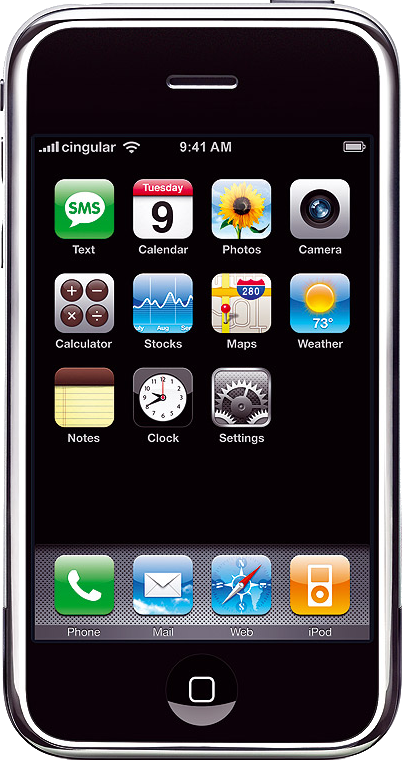 cingular 9:41 AM
SMS Tuesday 9
Text Calendar Photos Camera
280 73°
July Aug Sep
Calculator Stocks Maps Weather
Notes Clock Settings
Phone Mail Web iPod